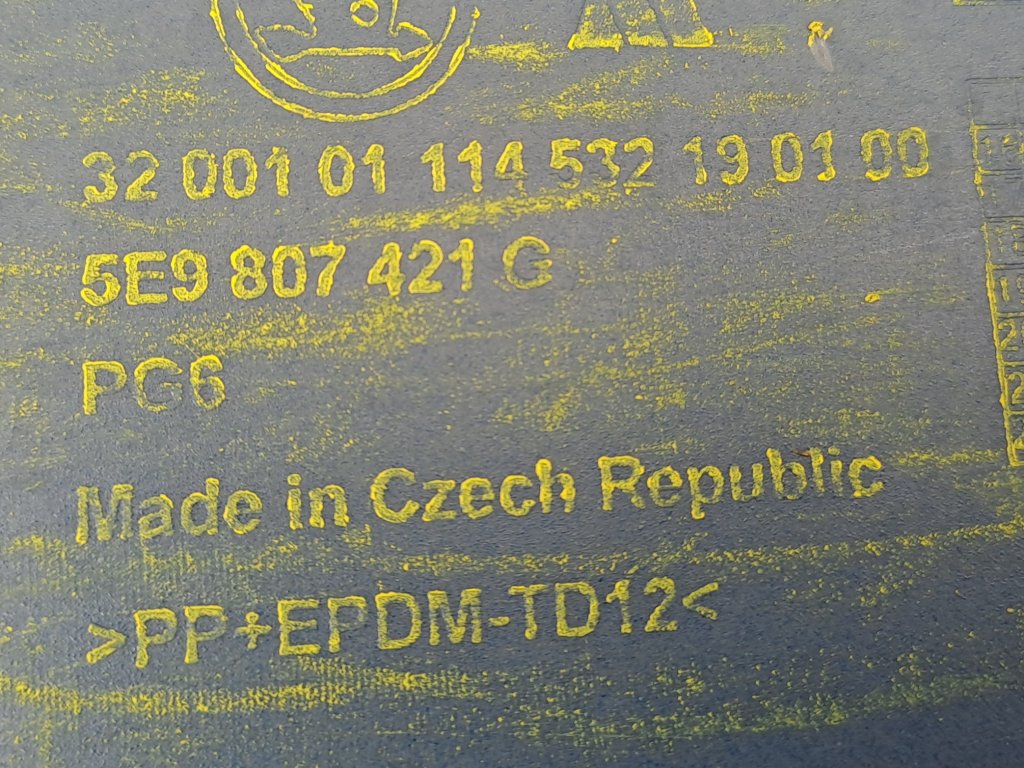 32 001 01 114 532 19 01 00
5E9 807 421 G
PG6
Made in Czech Republic
>PP+EPDM-TD12<